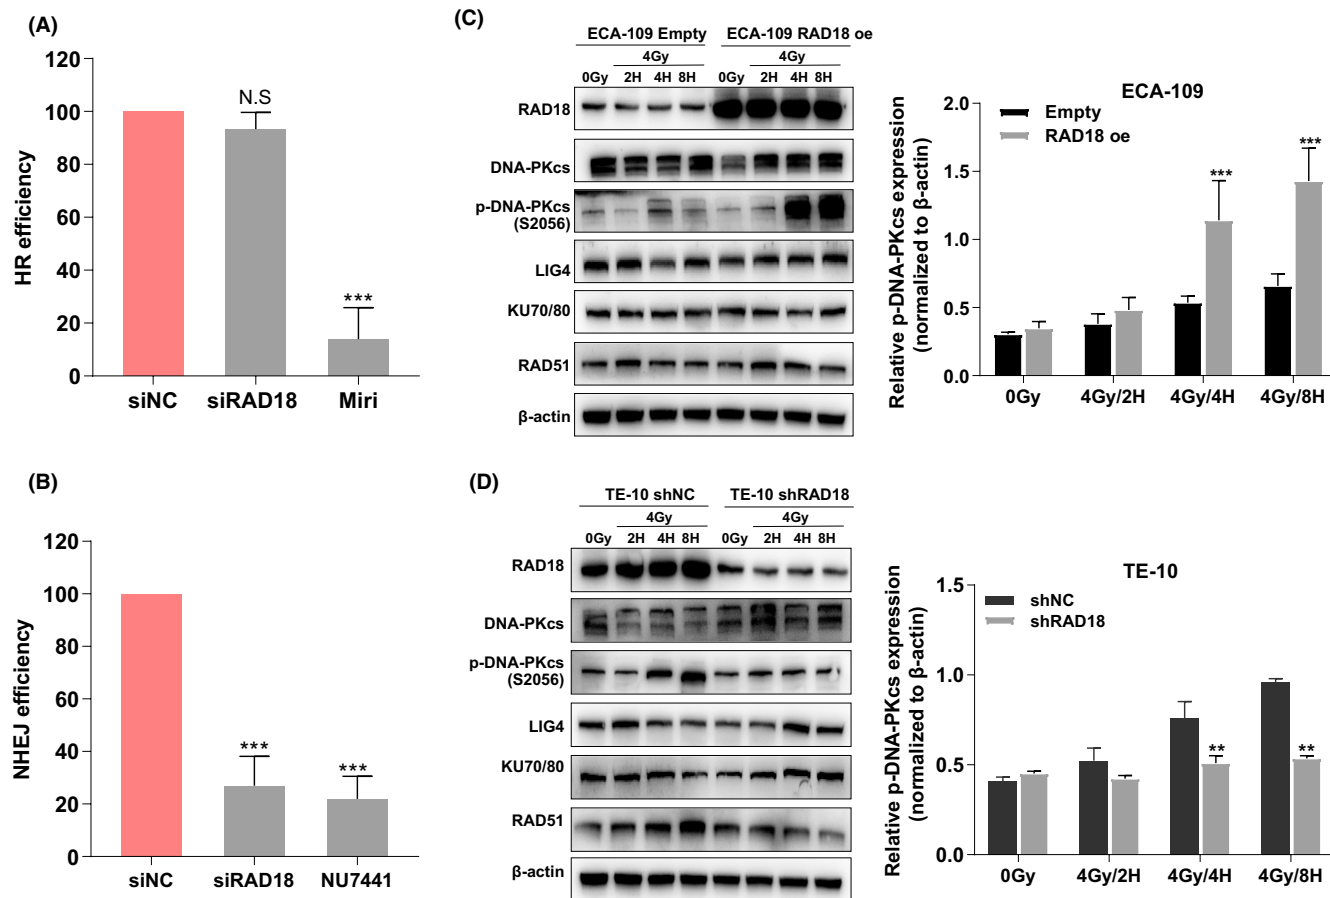 (A)
HR efficiency
120
100
80
60
40
20
0
N.S
***
siNC siRAD18 Miri
(B)
NHEJ efficiency
120
100
80
60
40
20
0
***
***
siNC siRAD18 NU7441
(C)
ECA-109 Empty ECA-109 RAD18 oe
4Gy 4Gy
0Gy 2H 4H 8H 0Gy 2H 4H 8H
RAD18
DNA-PKcs
p-DNA-PKcs
(S2056)
LIG4
KU70/80
RAD51
β-actin
ECA-109
Relative p-DNA-PKcs expression
(normalized to β-actin)
2.0
1.5
1.0
0.5
0.0
Empty
RAD18 oe
***
***
0Gy 4Gy/2H 4Gy/4H 4Gy/8H
(D)
TE-10 shNC TE-10 shRAD18
4Gy 4Gy
0Gy 2H 4H 8H 0Gy 2H 4H 8H
RAD18
DNA-PKcs
p-DNA-PKcs
(S2056)
LIG4
KU70/80
RAD51
β-actin
TE-10
Relative p-DNA-PKcs expression
(normalized to β-actin)
1.5
1.0
0.5
0.0
shNC
shRAD18
**
**
0Gy 4Gy/2H 4Gy/4H 4Gy/8H